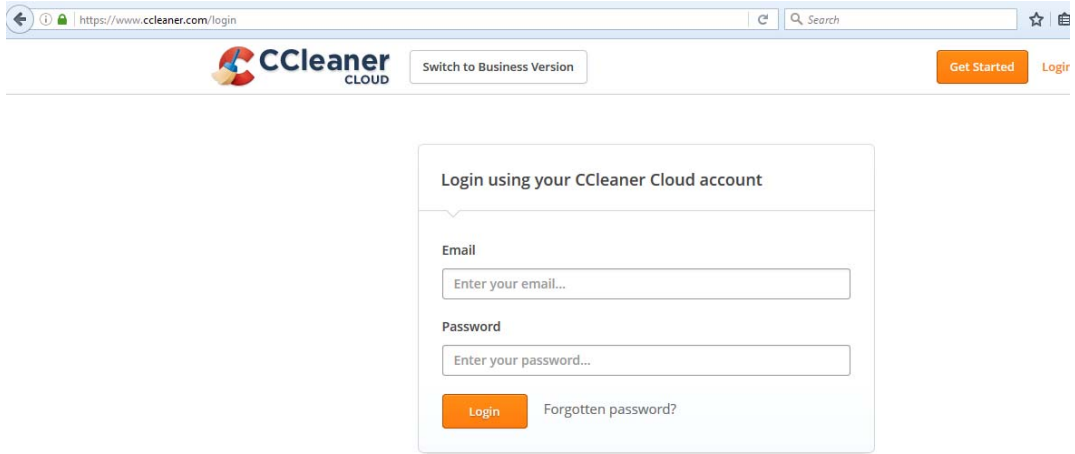 https://www.ccleaner.com/login
Search
CCleaner
CLOUD
Switch to Business Version
Get Started
Login
Login using your CCleaner Cloud account
Email
Enter your email...
Password
Enter your password...
Login
Forgotten password?